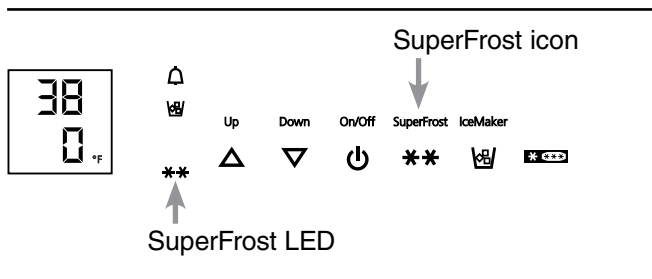 SuperFrost icon
38
0 °F
Up Down On/Off SuperFrost IceMaker
SuperFrost LED